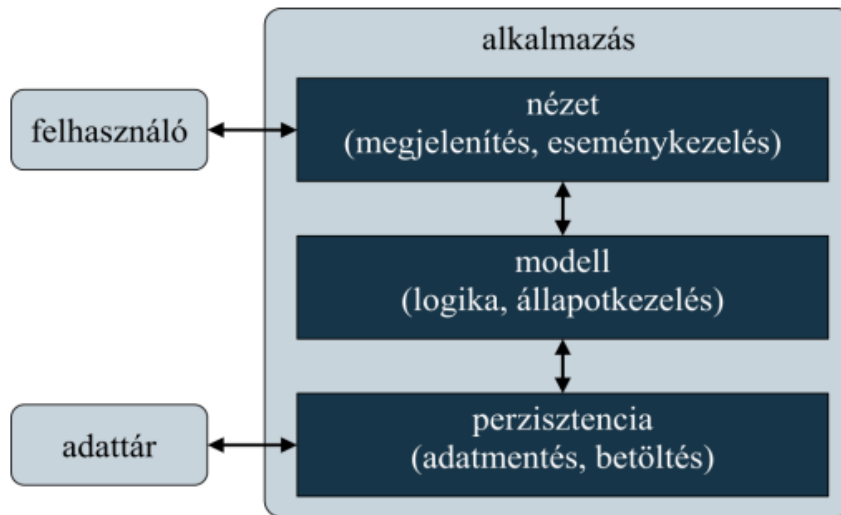 alkalmazás
felhasználó
nézet
(megjelenítés, eseménykezelés)
modell
(logika, állapotkezelés)
adattár
perzisztencia
(adatmentés, betöltés)